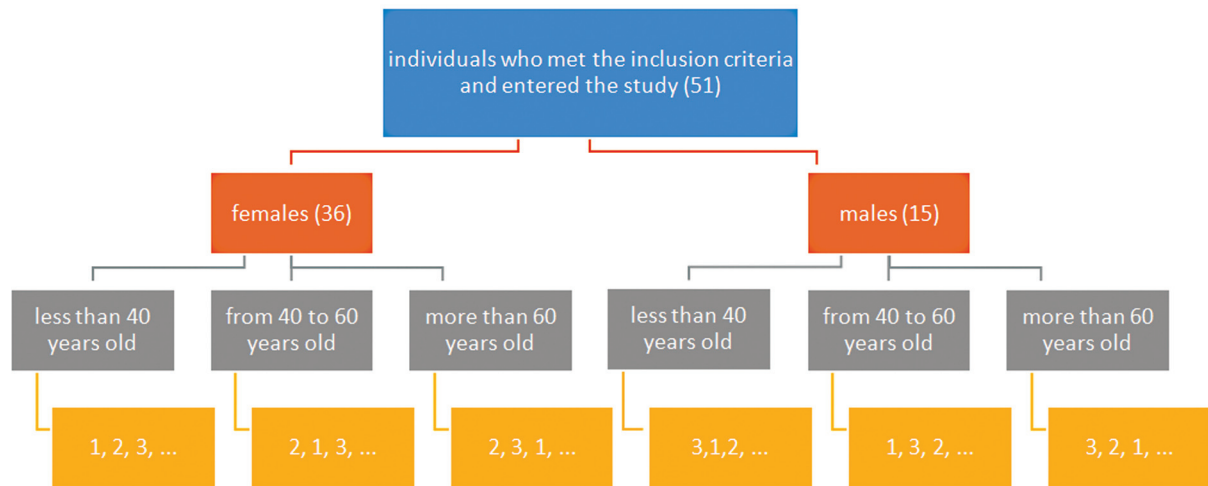 individuals who met the inclusion criteria
and entered the study (51)
females (36)
males (15)
less than 40
years old
from 40 to 60
years old
more than 60
years old
less than 40
years old
from 40 to 60
years old
more than 60
years old
1, 2, 3, ...
2, 1, 3, ...
2, 3, 1, ...
3,1,2, ...
1, 3, 2, ...
3, 2, 1, ...